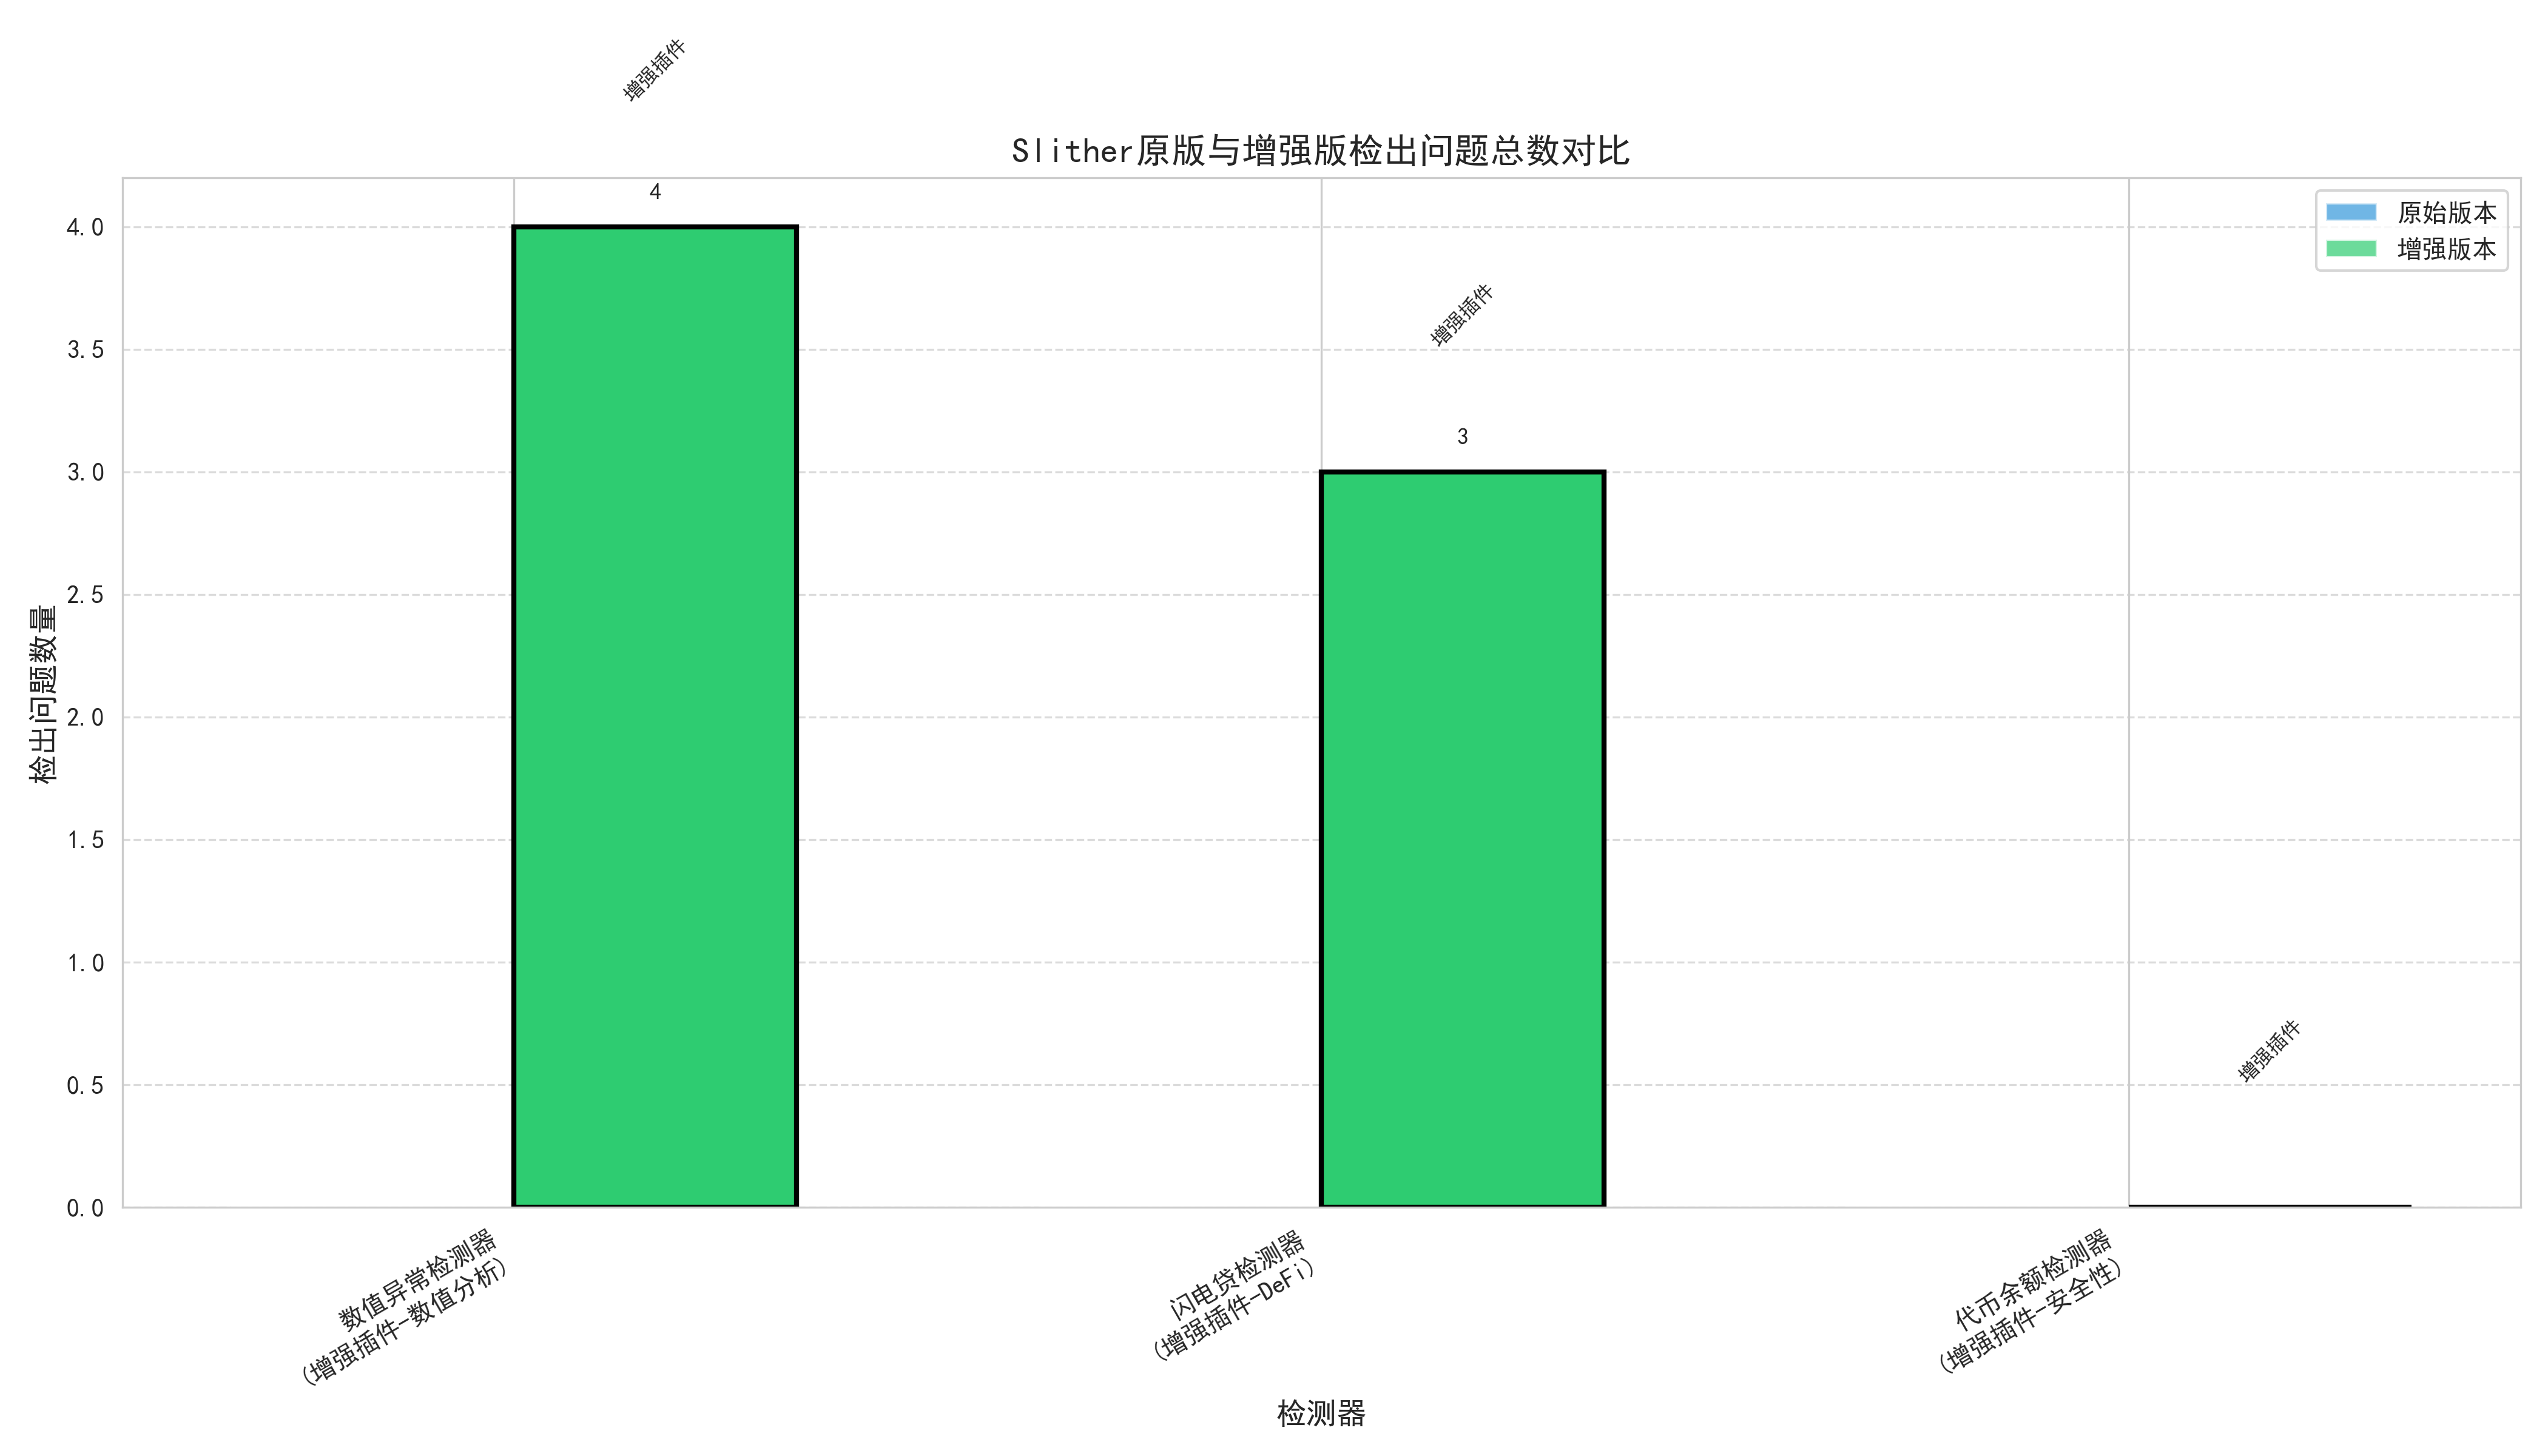 增强插件
Slither原版与增强版检出问题总数对比
4
原始版本
增强版本
4.0
增强插件
3.5
3
3.0
2.5
2.0
1.5
1.0
增强插件
0.5
0.0
检出问题数量
数值异常检测器
(增强插件-数值分析)
闪电贷检测器
(增强插件-DeFi)
代币余额检测器
(增强插件-安全性)
检测器